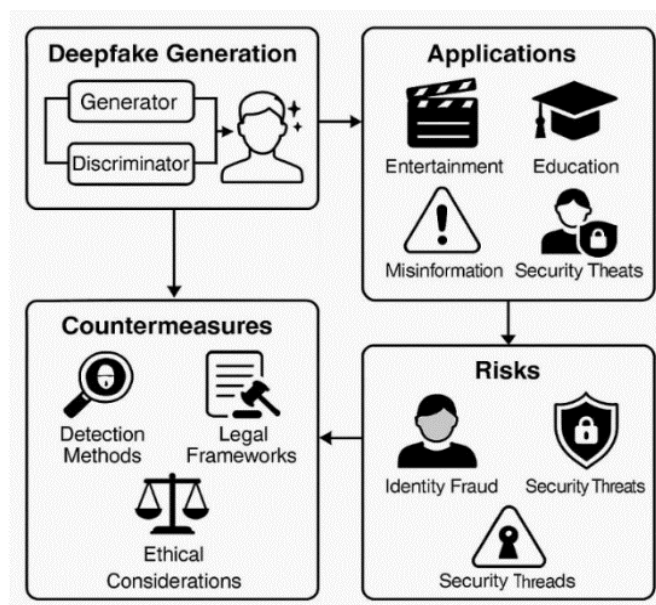 Deepfake Generation
Generator
Discriminator
Applications
Entertainment
Education
Misinformation
Security Theats
Countermeasures
Detection
Methods
Legal
Frameworks
Ethical
Considerations
Risks
Identity Fraud
Security Threats
Security Threads